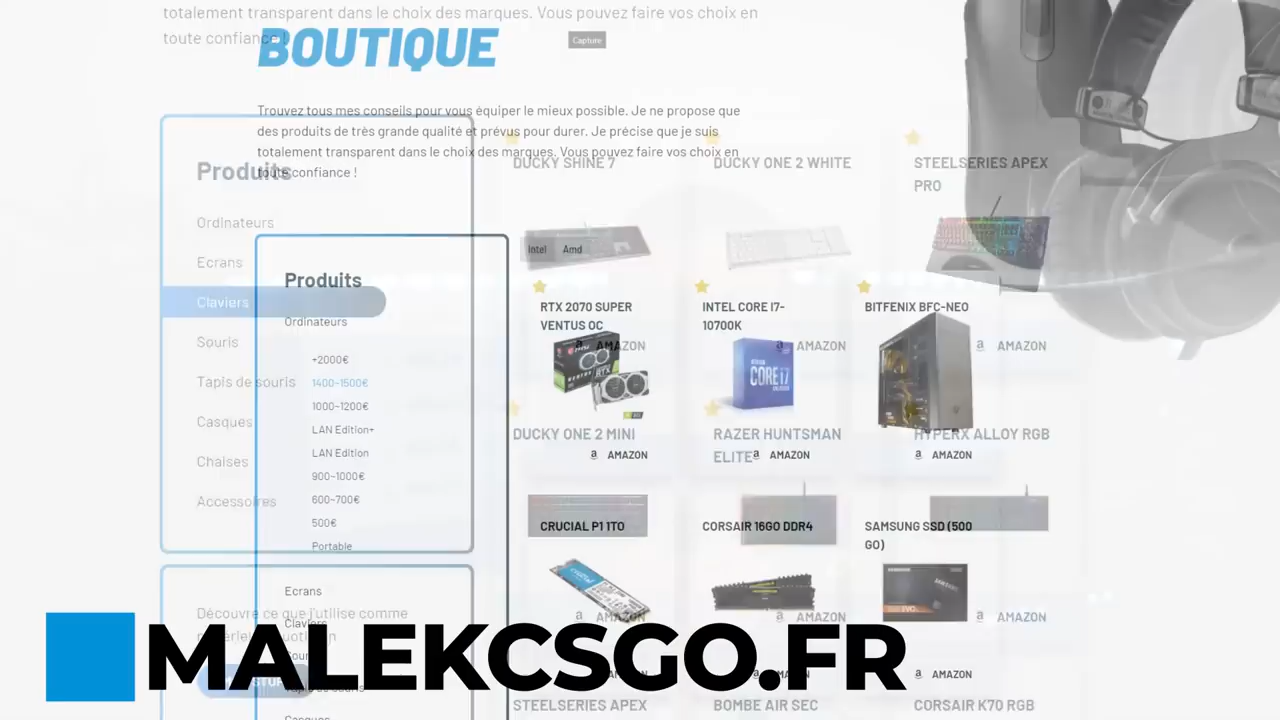 totalement transparent dans le choix des marques. Vous pouvez faire vos choix en
toute confiance !
BOUTIQUE
Capture
Trouvez tous mes conseils pour vous équiper le mieux possible. Je ne propose que
des produits de très grande qualité et prévus pour durer. Je précise que je suis
totalement transparent dans le choix des marques. Vous pouvez faire vos choix en
toute confiance !
Produits
Ordinateurs
Ecrans
Claviers
Souris
Tapis de souris
Casques
Chaises
Accessoires
Découvre ce que j'utilise comme
Produits
Ordinateurs
+2000€
1400-1500€
1000-1200€
LAN Edition+
LAN Edition
900-1000€
600-700€
500€
Portable
Ecrans
Claviers
Souris
Tapis de souris
Casques
DUCKY SHINE 7
DUCKY ONE 2 WHITE
STEELSERIES APEX
PRO
Intel Amd
RTX 2070 SUPER
VENTUS OC
INTEL CORE I7-
10700K
BITFENIX BFC-NEO
CORE i7
AMAZON
AMAZON
AMAZON
DUCKY ONE 2 MINI
RAZER HUNTSMAN
ELITE
HYPERX ALLOY RGB
AMAZON
AMAZON
AMAZON
CRUCIAL P1 1TO
CORSAIR 16GO DDR4
SAMSUNG SSD (500
GO)
AMAZON
AMAZON
AMAZON
AMAZON
AMAZON
AMAZON
STEELSERIES APEX
BOMBE AIR SEC
CORSAIR K70 RGB
MALEKCSGO.FR